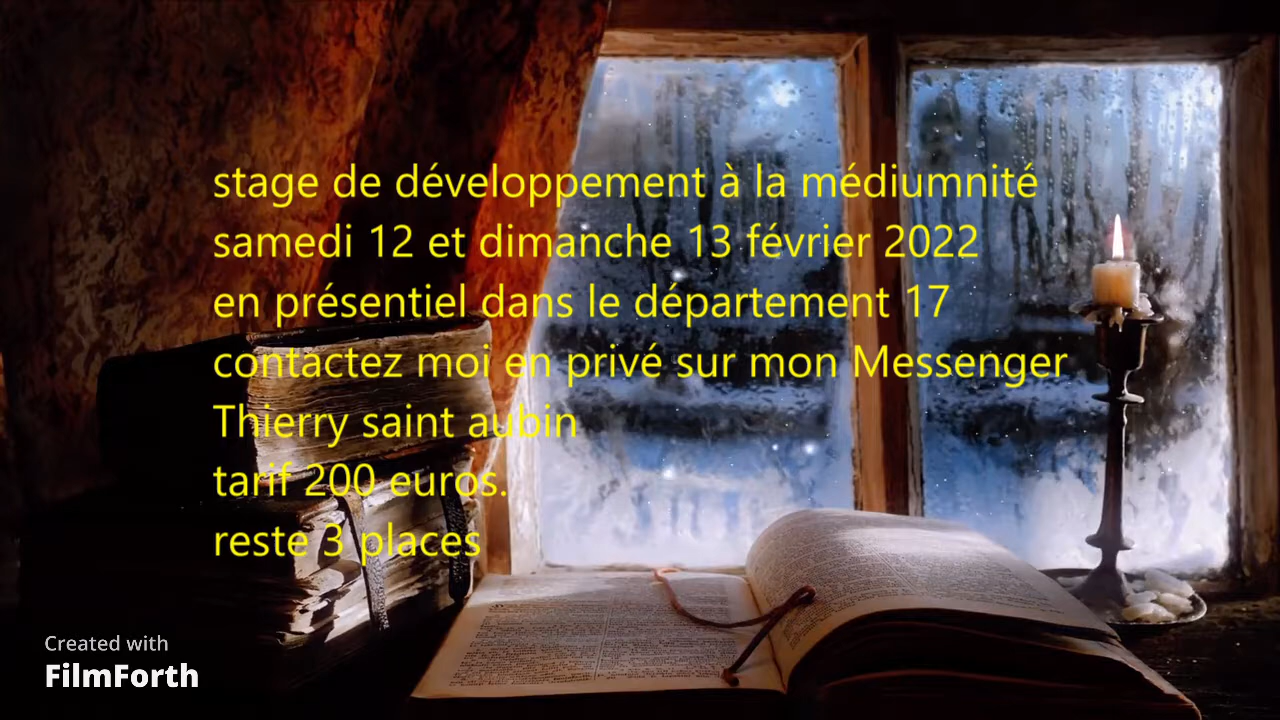 stage de développement à la médiumnité
samedi 12 et dimanche 13 février 2022
en présentiel dans le département 17
contactez moi en privé sur mon Messenger
Thierry saint aubin
tarif 200 euros.
reste 3 places
Created with
FilmForth